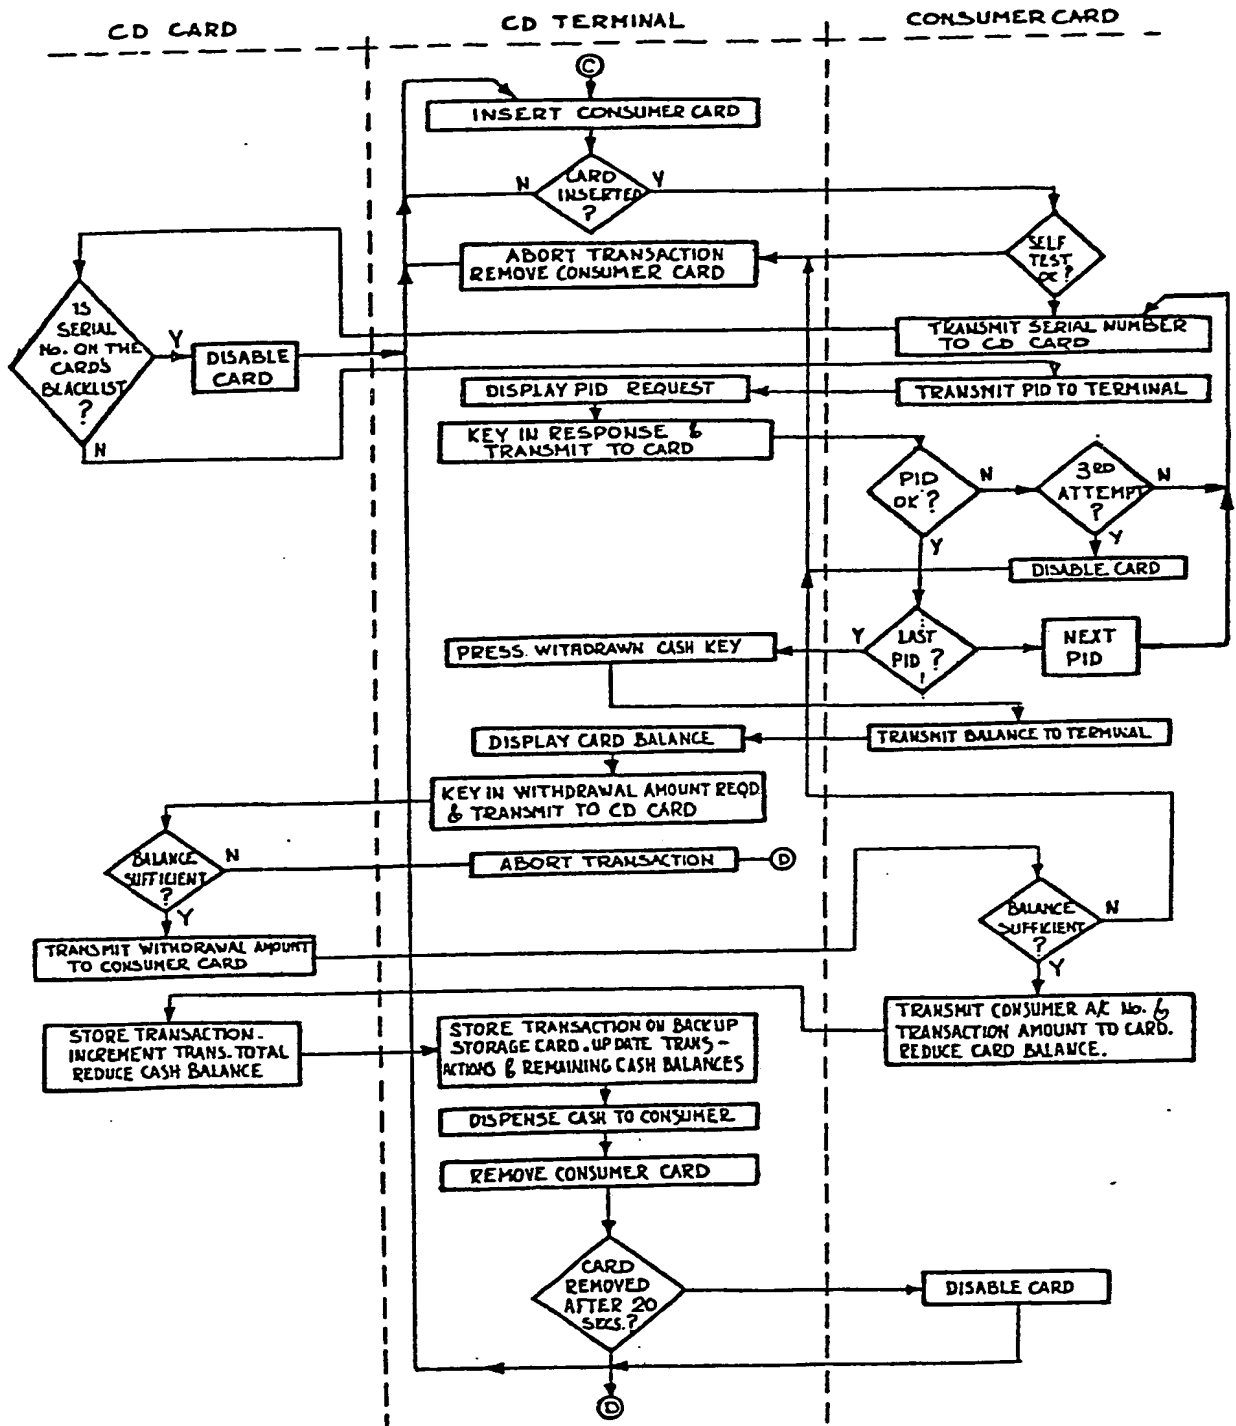 CD CARD
CD TERMINAL
CONSUMER CARD
C
INSERT CONSUMER CARD
CARD
INSERTED
?
N
Y
SELF
TEST
OK?
ABORT TRANSACTION
REMOVE CONSUMER CARD
IS
SERIAL
No. ON THE
CARD'S
BLACKLIST
?
Y
N
DISABLE
CARD
TRANSMIT SERIAL NUMBER
TO CD CARD
DISPLAY PID REQUEST
TRANSMIT PID TO TERMINAL
KEY IN RESPONSE &
TRANSMIT TO CARD
PID
OK?
N
Y
3RD
ATTEMPT
?
N
Y
DISABLE CARD
LAST
PID?
Y
NEXT
PID
PRESS WITHDRAWN CASH KEY
TRANSMIT BALANCE TO TERMINAL
DISPLAY CARD BALANCE
KEY IN WITHDRAWAL AMOUNT REQD.
& TRANSMIT TO CD CARD
BALANCE
SUFFICIENT
?
N
Y
ABORT TRANSACTION
D
BALANCE
SUFFICIENT
?
N
Y
TRANSMIT WITHDRAWAL AMOUNT
TO CONSUMER CARD
TRANSMIT CONSUMER A/C No. &
TRANSACTION AMOUNT TO CARD.
REDUCE CARD BALANCE.
STORE TRANSACTION-
INCREMENT TRANS. TOTAL
REDUCE CASH BALANCE
STORE TRANSACTION ON BACKUP
STORAGE CARD. UPDATE TRANS-
ACTIONS & REMAINING CASH BALANCES
DISPENSE CASH TO CONSUMER
REMOVE CONSUMER CARD
CARD
REMOVED
AFTER 20
SECS.?
DISABLE CARD
D